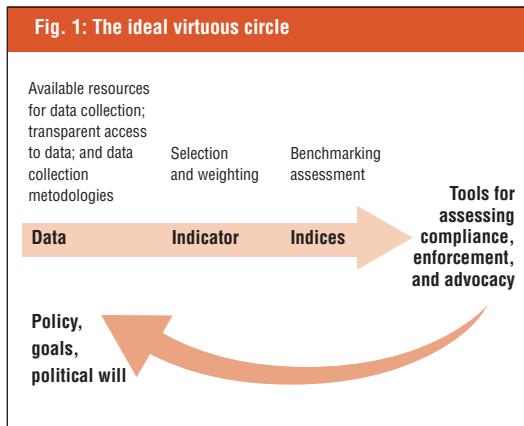 Fig. 1: The ideal virtuous circle
Available resources
for data collection;
transparent access
to data; and data
collection
metodologies
Selection
and weighting
Benchmarking
assessment
Data
Indicator
Indices
Tools for
assessing
compliance,
enforcement,
and advocacy
Policy,
goals,
political will